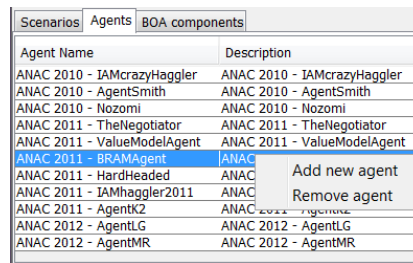 Scenarios Agents BOA components
Agent Name Description
ANAC 2010 - IAMcrazyHaggler ANAC 2010 - IAMcrazyHaggler
ANAC 2010 - AgentSmith ANAC 2010 - AgentSmith
ANAC 2010 - Nozomi ANAC 2010 - Nozomi
ANAC 2011 - TheNegotiator ANAC 2011 - TheNegotiator
ANAC 2011 - ValueModelAgent ANAC 2011 - ValueModelAgent
ANAC 2011 - BRAMAgent ANAC
ANAC 2011 - HardHeaded ANAC
Add new agent
ANAC 2011 - IAMhaggler2011 ANAC
Remove agent
ANAC 2011 - AgentK2 ANAC 2011 - AgentK2
ANAC 2012 - AgentLG ANAC 2012 - AgentLG
ANAC 2012 - AgentMR ANAC 2012 - AgentMR